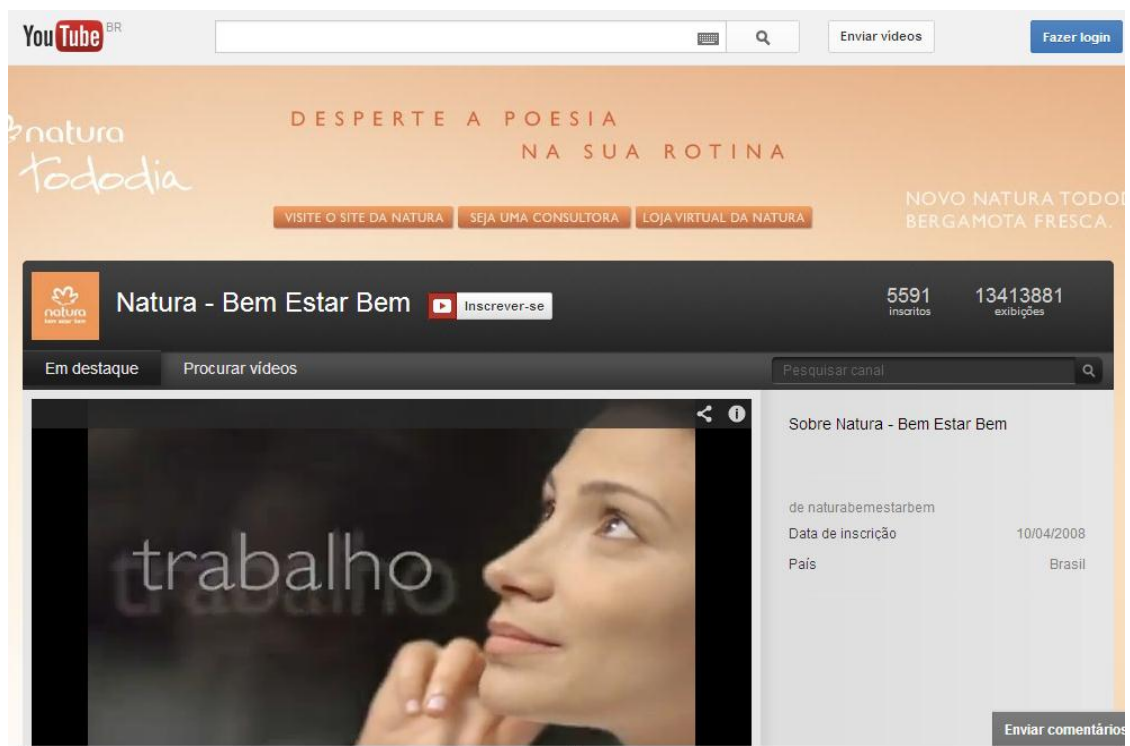 YouTube BR
Enviar vídeos
Fazer login
natura
Tododia
DESPERTE A POESIA
NA SUA ROTINA
VISITE O SITE DA NATURA
SEJA UMA CONSULTORA
LOJA VIRTUAL DA NATURA
NOVO NATURA TODOD
BERGAMOTA FRESCA.
natura
bem estar bem
Natura - Bem Estar Bem
Inscrever-se
5591
inscritos
13413881
exibições
Em destaque
Procurar vídeos
Pesquisar canal
trabalho
Sobre Natura - Bem Estar Bem
de naturabemestarbem
Data de inscrição 10/04/2008
País Brasil
Enviar comentários